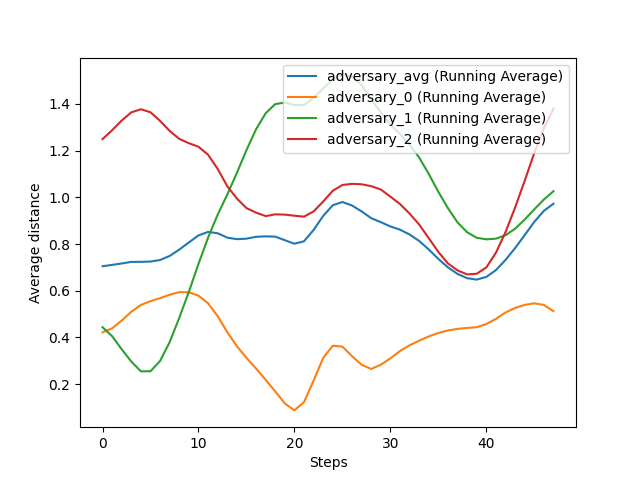 adversary_avg (Running Average)
adversary_0 (Running Average)
adversary_1 (Running Average)
adversary_2 (Running Average)
1.4
1.2
1.0
0.8
0.6
0.4
0.2
Average distance
0 10 20 30 40
Steps